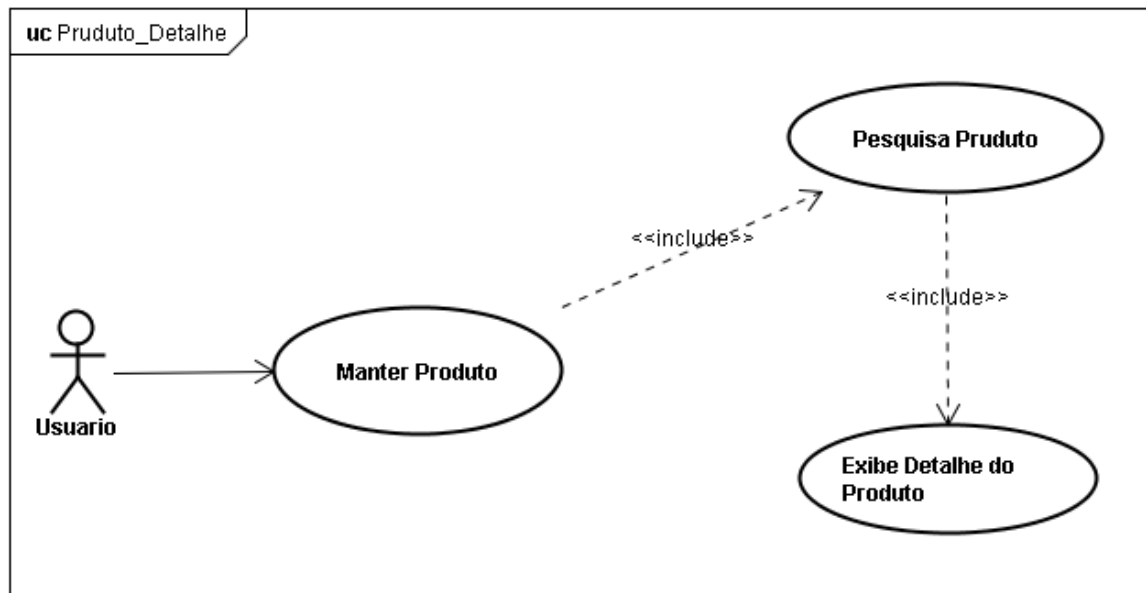 uc Pruduto_Detalhe
Pesquisa Pruduto
<<include>>
<<include>>
Manter Produto
Usuario
Exibe Detalhe do
Produto